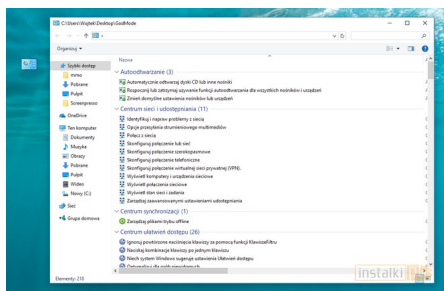 C:\Users\Wojtek\Desktop\GodMode
Organizuj
Nazwa
Szybki dostęp
mimo
Pobrane
Pulpit
Screenpresso
OneDrive
Ten komputer
Dokumenty
Muzyka
Obrazy
Pobrane
Pulpit
Wideo
Nowy (C:)
Sieć
Grupa domowa
Autoodtwarzanie (3)
Automatycznie odtwarzaj dyski CD lub inne nośniki
Rozpocznij lub zatrzymaj używanie funkcji autoodtwarzania dla wszystkich nośników i urządzeń
Zmień domyślne ustawienia nośników lub urządzeń
Centrum sieci i udostępniania (11)
Identyfikuj i napraw problemy z siecią
Opcje przesyłania strumieniowego multimediów
Połącz z siecią
Skonfiguruj połączenie lub sieć
Skonfiguruj połączenie szerokopasmowe
Skonfiguruj połączenie telefoniczne
Skonfiguruj połączenie wirtualnej sieci prywatnej (VPN).
Wyświetl komputery i urządzenia sieciowe
Wyświetl połączenia sieciowe
Wyświetl stan sieci i zadania
Zarządzaj zaawansowanymi ustawieniami udostępniania
Centrum synchronizacji (1)
Zarządzaj plikami trybu offline
Centrum ułatwień dostępu (26)
Ignoruj powtórzone naciśnięcia klawiszy za pomocą funkcji KlawiszeFiltru
Naciskaj kombinacje klawiszy po jednym klawiszu
Niech system Windows sugeruje ustawienia Ułatwień dostępu
Elementy: 210
instalki